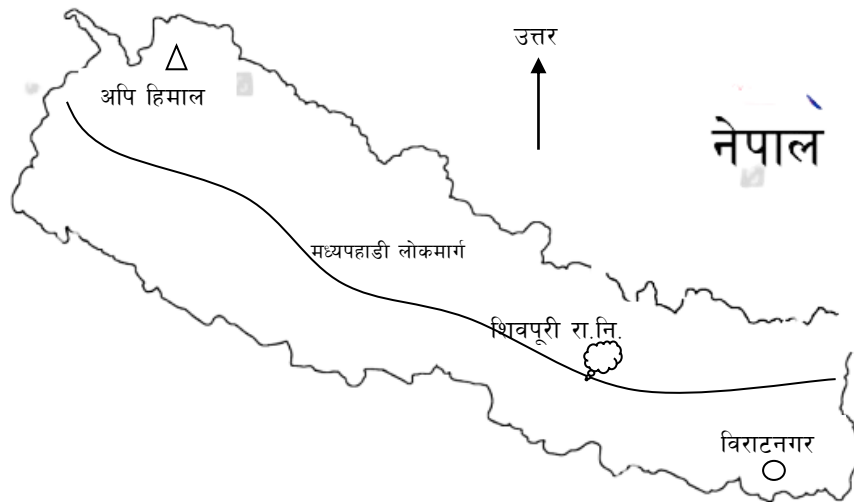 उत्तर
अपि हिमाल
नेपाल
मध्यपहाडी लोकमार्ग
शिवपूरी रा.नि.
विराटनगर